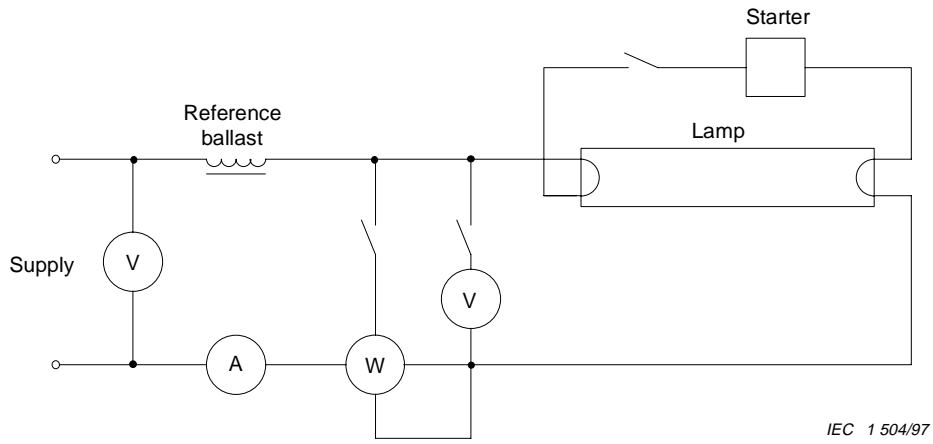 Starter
Reference
ballast
Lamp
Supply
V
V
A
W
IEC 1 504/97